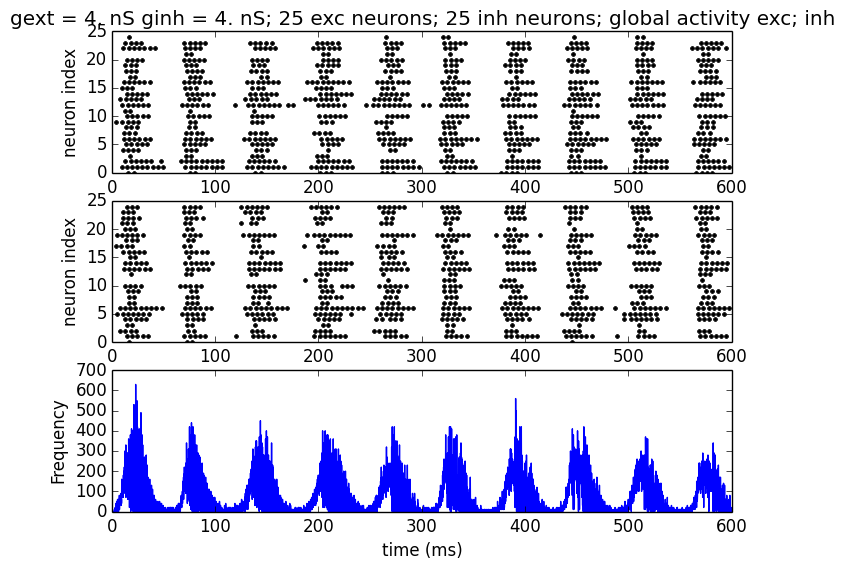 gext = 4. nS ginh = 4. nS; 25 exc neurons; 25 inh neurons; global activity exc; inh
25
20
15
10
5
0
neuron index
0 100 200 300 400 500 600
25
20
15
10
5
0
neuron index
0 100 200 300 400 500 600
700
600
500
400
300
200
100
0
Frequency
0 100 200 300 400 500 600
time (ms)